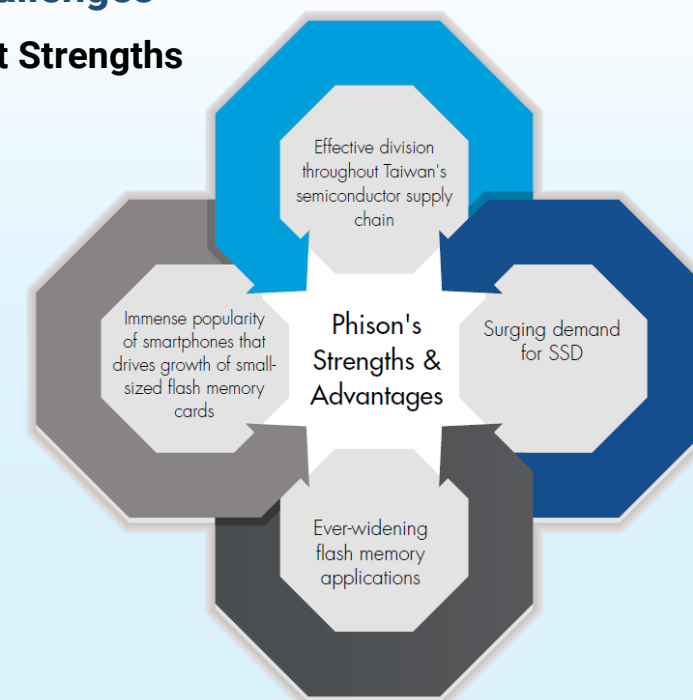 t Strengths
Effective division
throughout Taiwan's
semiconductor supply
chain
Immense popularity
of smartphones that
drives growth of small-
sized flash memory
cards
Phison's
Strengths &
Advantages
Surging demand
for SSD
Ever-widening
flash memory
applications